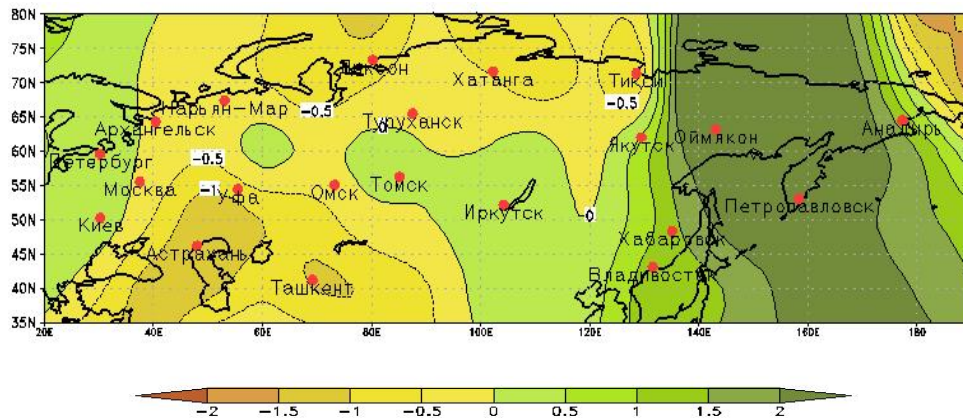 80N
75N
Диксон
Хатанга
Тикси
70N
Нарьян-Мар
-0.5
-0.5
65N
Архангельск
Туруханск
0
Анадырь
Якутск
Оймякон
60N
Петербург
-0.5
55N
Москва
-1
Уфа
Омск
Томск
Иркутск
0
Петропавловск
50N
Киев
Хабаровск
45N
Астрахань
Владивосток
40N
Ташкент
35N
20E 40E 60E 80E 100E 120E 140E 160E 180
-2 -1.5 -1 -0.5 0 0.5 1 1.5 2